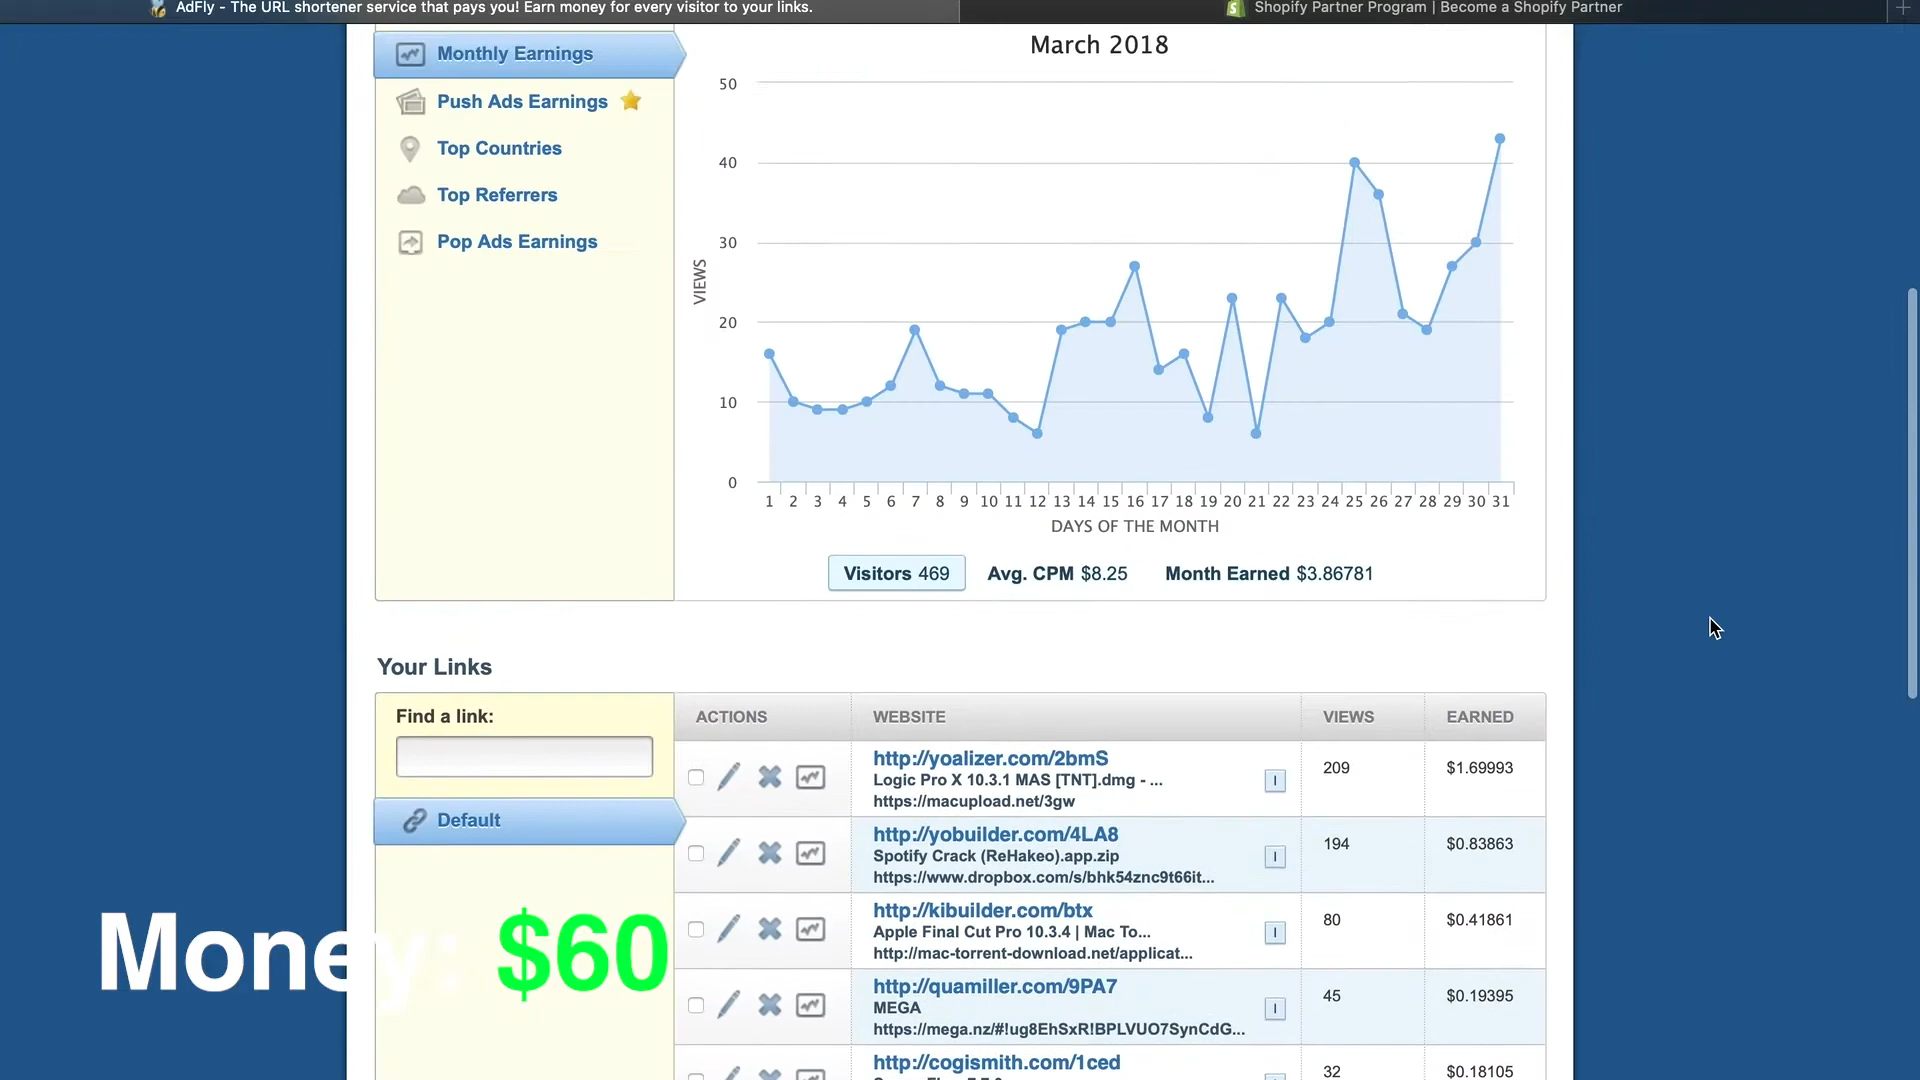 AdFly - The URL shortener service that pays you! Earn money for every visitor to your links.
Shopify Partner Program | Become a Shopify Partner
Monthly Earnings
Push Ads Earnings
Top Countries
Top Referrers
Pop Ads Earnings
March 2018
50
40
30
20
10
0
VIEWS
1 2 3 4 5 6 7 8 9 10 11 12 13 14 15 16 17 18 19 20 21 22 23 24 25 26 27 28 29 30 31
DAYS OF THE MONTH
Visitors 469 Avg. CPM $8.25 Month Earned $3.86781
Your Links
Find a link:
Default
ACTIONS WEBSITE VIEWS EARNED
http://yoalizer.com/2bmS
Logic Pro X 10.3.1 MAS [TNT].dmg - ...
https://macupload.net/3gw
209 $1.69993
http://yobuilder.com/4LA8
Spotify Crack (ReHakeo).app.zip
https://www.dropbox.com/s/bhk54znc9t66it...
194 $0.83863
http://kibuilder.com/btx
Apple Final Cut Pro 10.3.4 | Mac To...
http://mac-torrent-download.net/applicat...
80 $0.41861
http://quamiller.com/9PA7
MEGA
https://mega.nz/#!ug8EhSxR!BPLVUO7SynCdG...
45 $0.19395
http://cogismith.com/1ced
32 $0.18105
Money: $60